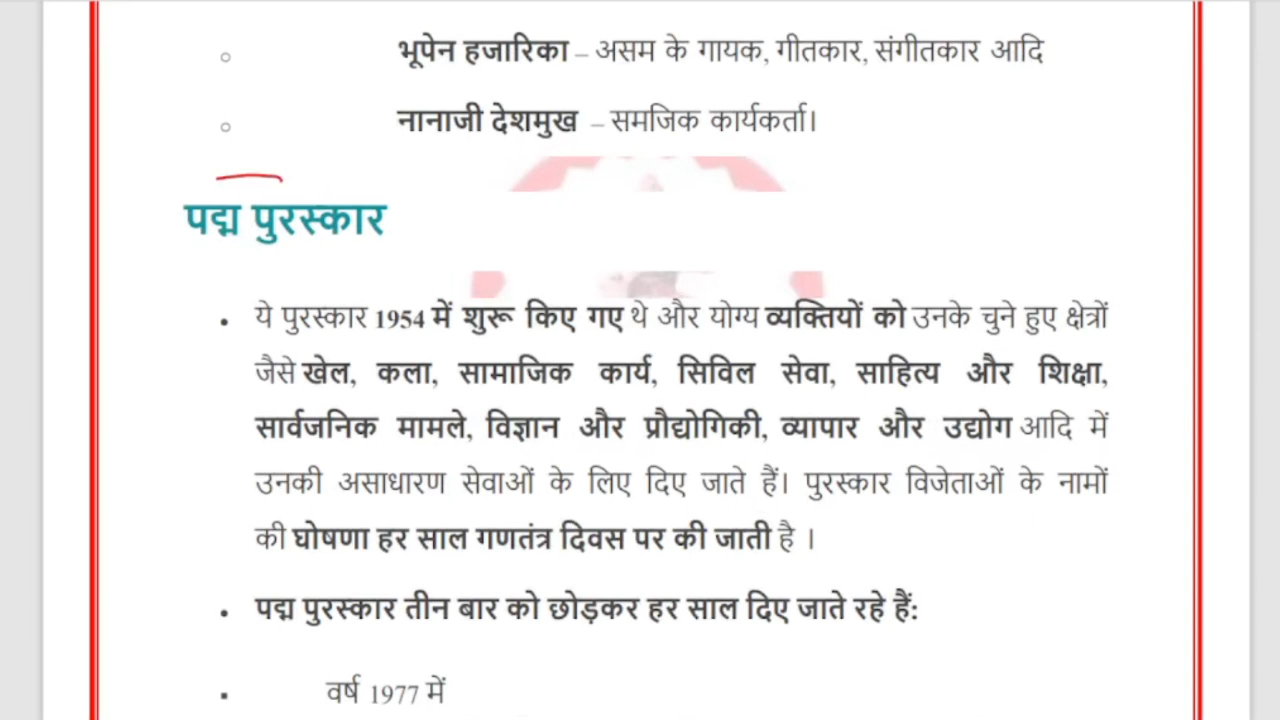 भूपेन हजारिका – असम के गायक, गीतकार, संगीतकार आदि
नानाजी देशमुख – समजिक कार्यकर्ता।
पद्म पुरस्कार
ये पुरस्कार 1954 में शुरू किए गए थे और योग्य व्यक्तियों को उनके चुने हुए क्षेत्रों
जैसे खेल, कला, सामाजिक कार्य, सिविल सेवा, साहित्य और शिक्षा,
सार्वजनिक मामले, विज्ञान और प्रौद्योगिकी, व्यापार और उद्योग आदि में
उनकी असाधारण सेवाओं के लिए दिए जाते हैं। पुरस्कार विजेताओं के नामों
की घोषणा हर साल गणतंत्र दिवस पर की जाती है ।
पद्म पुरस्कार तीन बार को छोड़कर हर साल दिए जाते रहे हैं:
वर्ष 1977 में